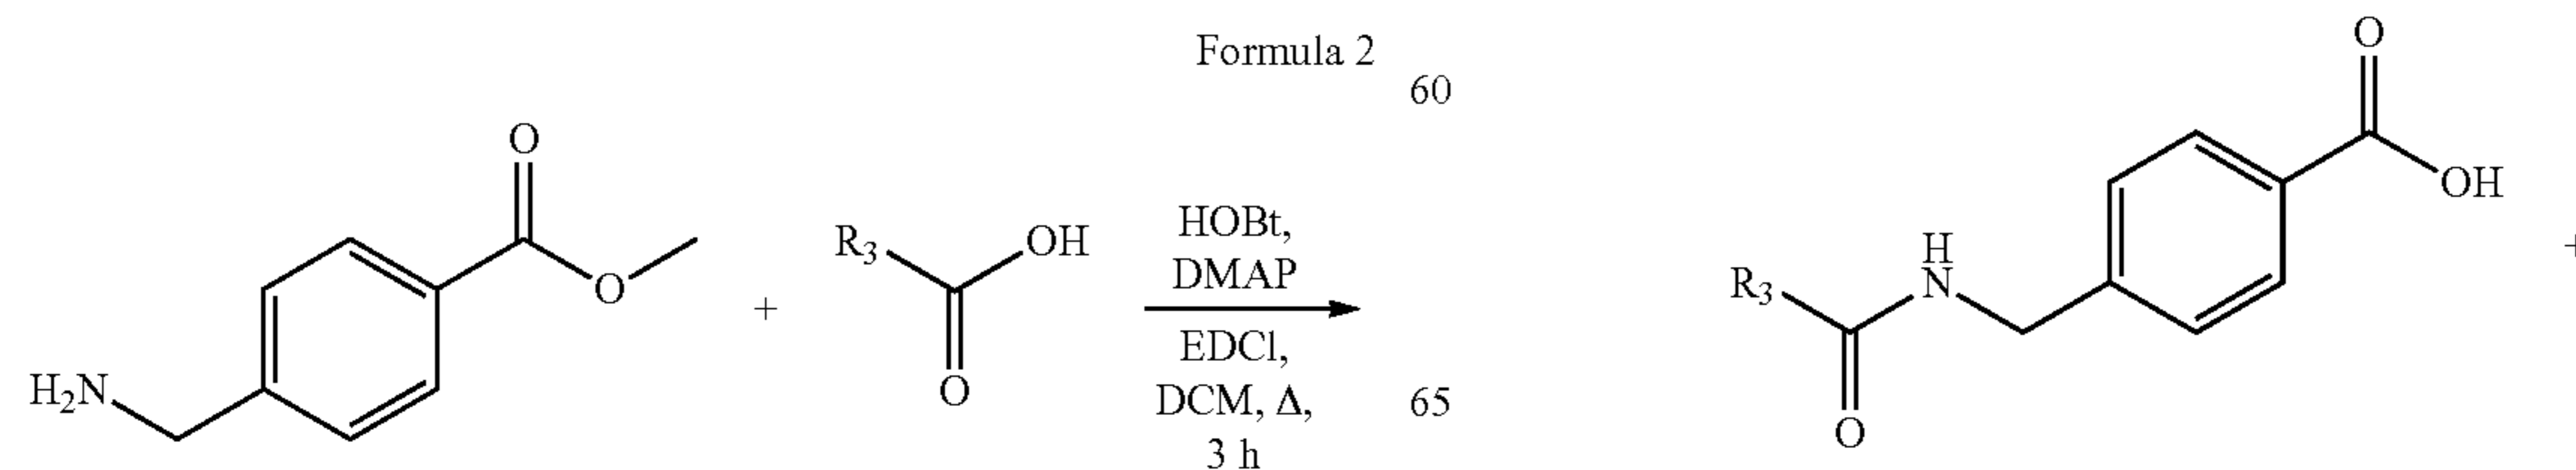 Formula 2
60
O
O
H₂N
+
R₃
OH
O
HOBt,
DMAP
EDCl,
DCM, Δ,
3 h
65
R₃
O
H
N
O
OH
+